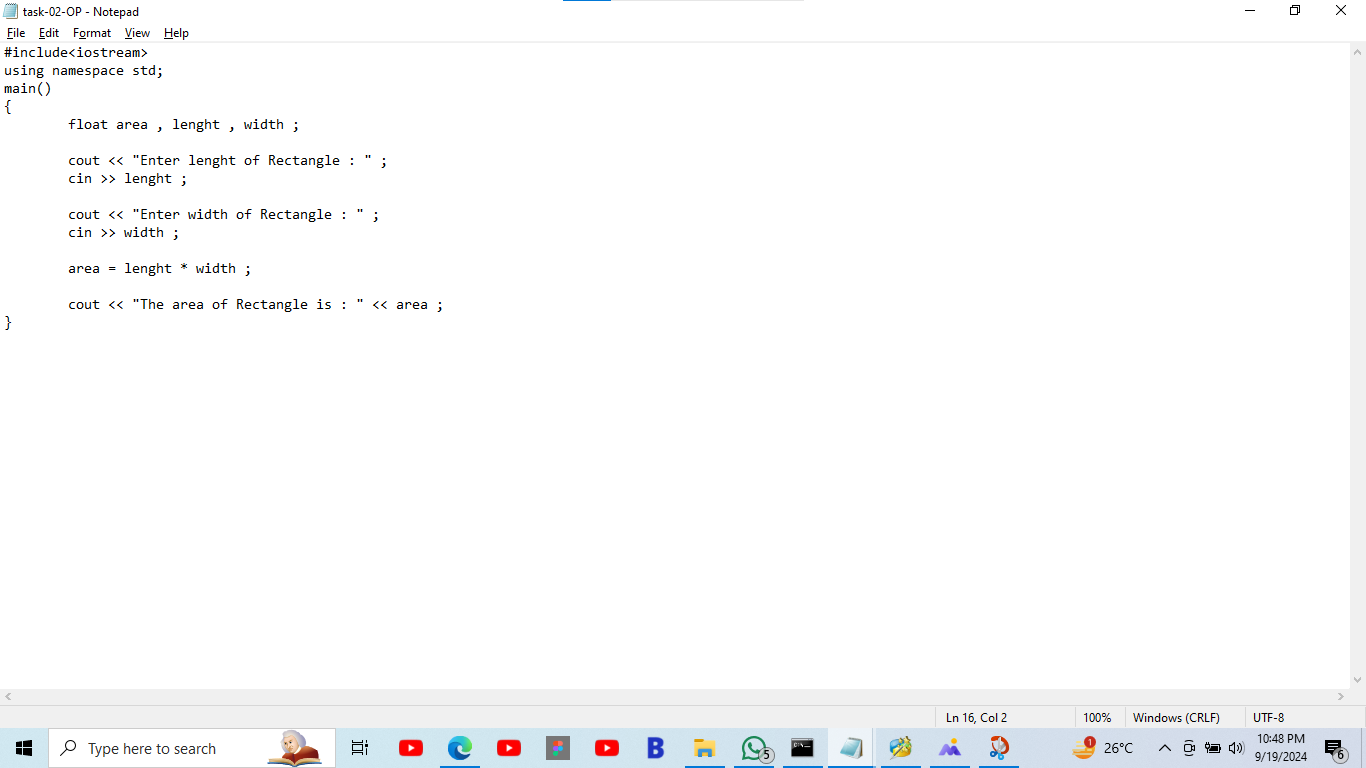 task-02-OP - Notepad
File Edit Format View Help
#include<iostream>
using namespace std;
main()
{
float area , lenght , width ;
cout << "Enter lenght of Rectangle : " ;
cin >> lenght ;
cout << "Enter width of Rectangle : " ;
cin >> width ;
area = lenght * width ;
cout << "The area of Rectangle is : " << area ;
}
Ln 16, Col 2 100% Windows (CRLF) UTF-8
Type here to search B 5 1 26°C 10:48 PM 6
9/19/2024